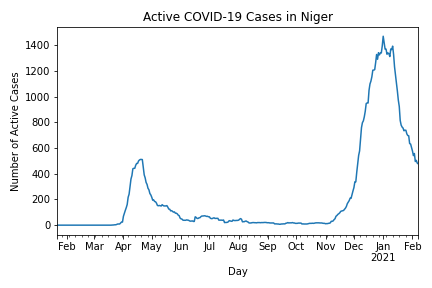 Active COVID-19 Cases in Niger
Number of Active Cases
1400
1200
1000
800
600
400
200
0
Feb Mar Apr May Jun Jul Aug Sep Oct Nov Dec Jan Feb
2021
Day